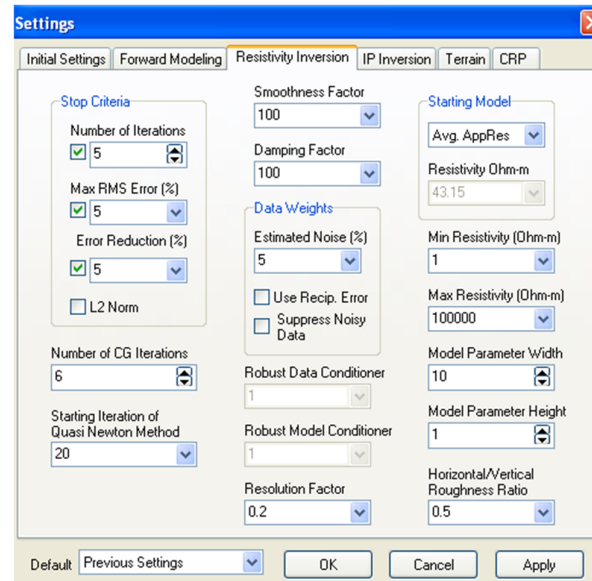 Settings
Initial Settings Forward Modeling Resistivity Inversion IP Inversion Terrain CRP
Stop Criteria
Number of Iterations
5
Max RMS Error (%)
5
Error Reduction (%)
5
L2 Norm
Number of CG Iterations
6
Starting Iteration of
Quasi Newton Method
20
Smoothness Factor
100
Damping Factor
100
Data Weights
Estimated Noise (%)
5
Use Recip. Error
Suppress Noisy
Data
Robust Data Conditioner
1
Robust Model Conditioner
1
Resolution Factor
0.2
Starting Model
Avg. AppRes
Resistivity Ohm-m
43.15
Min Resistivity (Ohm-m)
1
Max Resistivity (Ohm-m)
100000
Model Parameter Width
10
Model Parameter Height
1
Horizontal/Vertical
Roughness Ratio
0.5
Default Previous Settings OK Cancel Apply